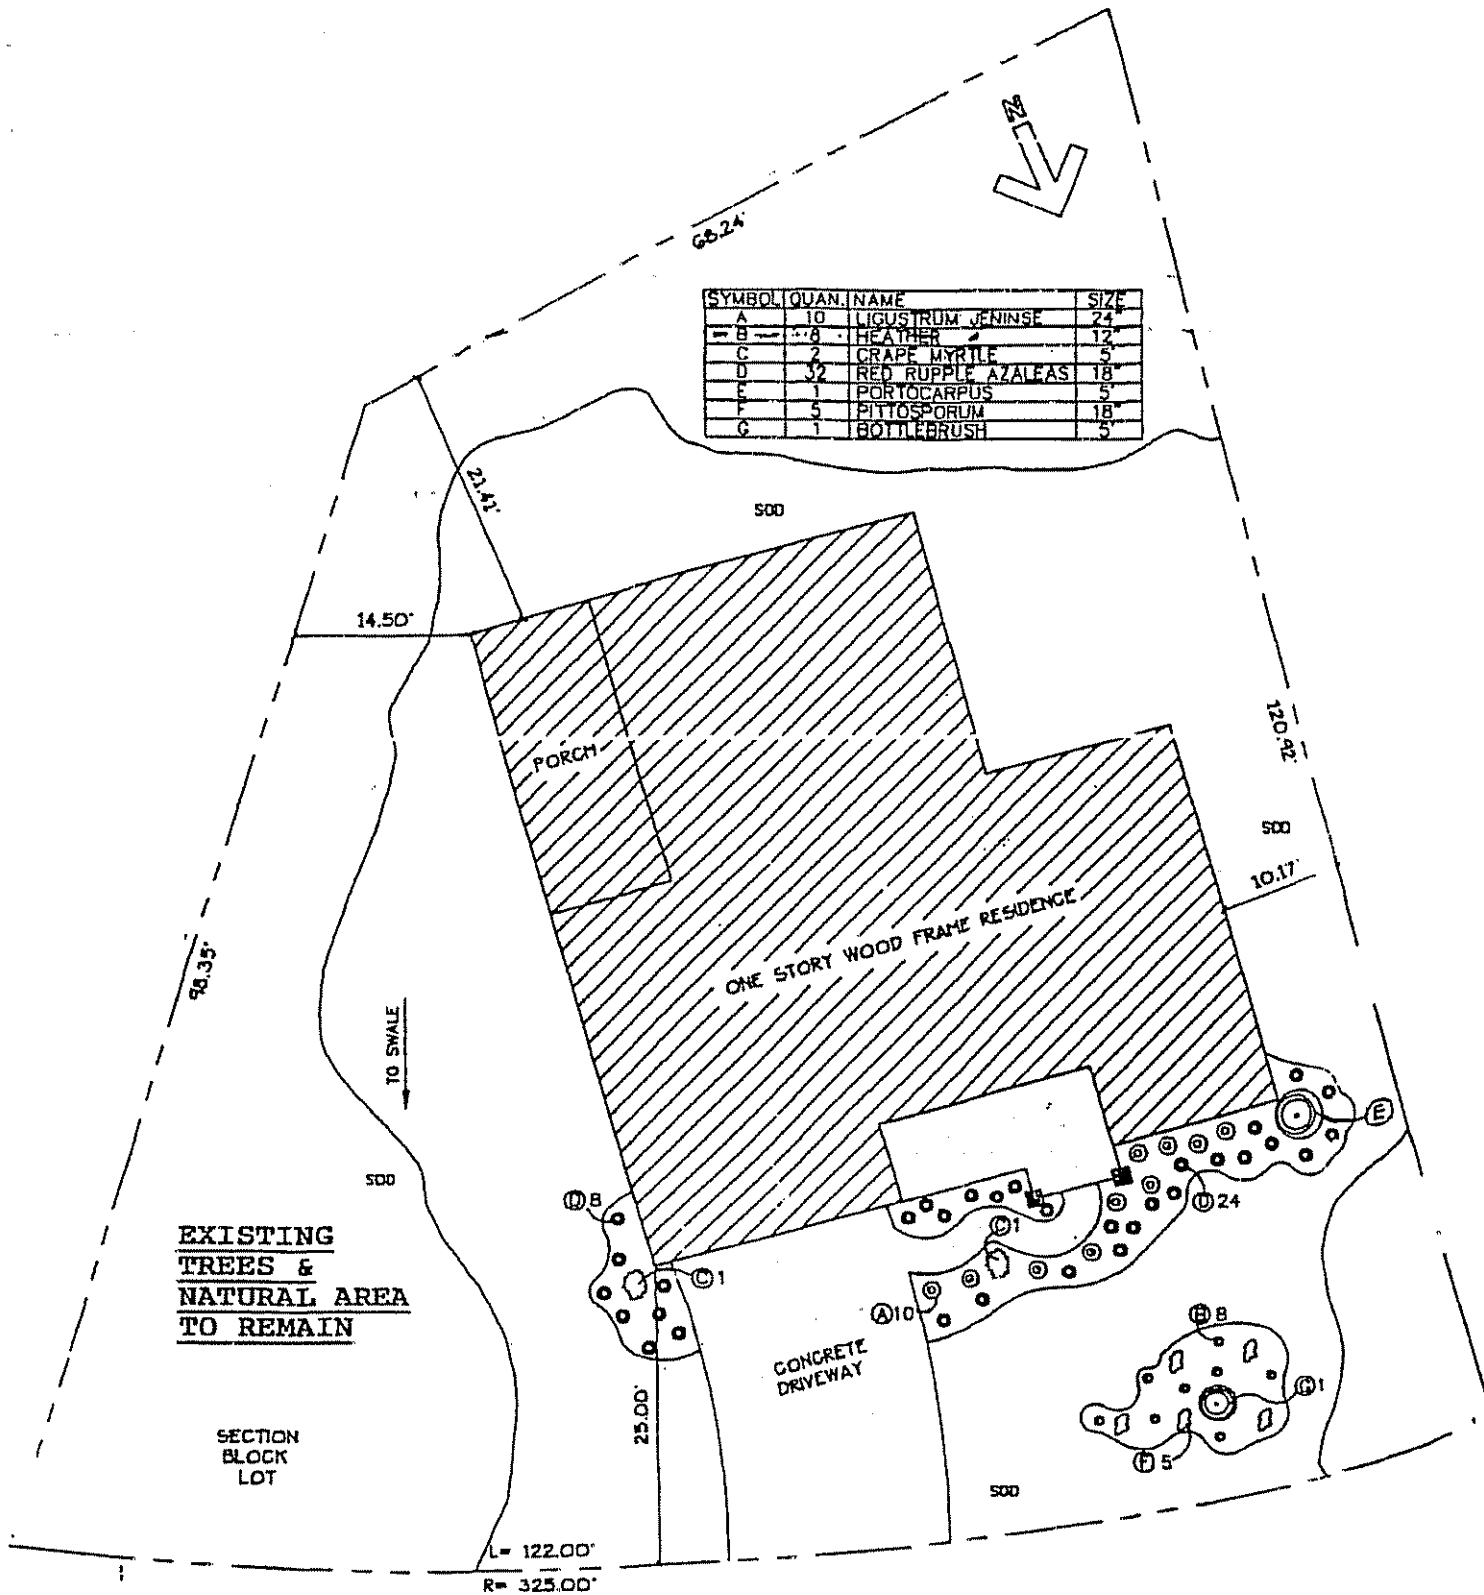 N
68.24'
SYMBOL QUAN. NAME SIZE
A 10 LIGUSTRUM JENINSE 24"
B 8 HEATHER 12"
C 2 CRAPE MYRTLE 5'
D 32 RED RUPPLE AZALEAS 18"
E 1 PORTOCARPUS 5'
F 5 PITTOSPORUM 18"
G 1 BOTTLEBRUSH 5'
21.41'
SOD
14.50'
PORCH
120.92'
SOD
10.17'
ONE STORY WOOD FRAME RESIDENCE
98.35'
TO SWALE
E
SOD
D 8
D 24
C 1
EXISTING
TREES &
NATURAL AREA
TO REMAIN
C 1
A 10
B 8
CONCRETE
DRIVEWAY
G 1
25.00'
SECTION
BLOCK
LOT
F 5
SOD
L= 122.00'
R= 325.00'